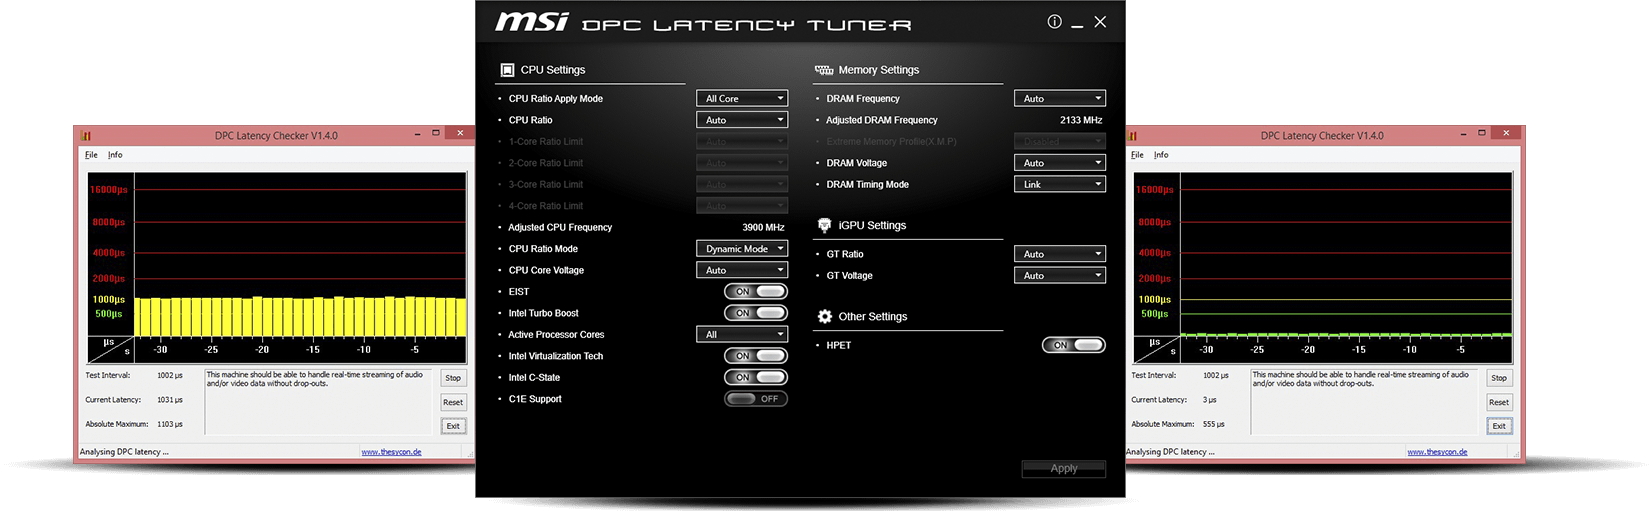 DPC Latency Checker V1.4.0
File Info
16000µs
8000µs
4000µs
2000µs
1000µs
500µs
µs
s
-30 -25 -20 -15 -10 -5
Test Interval: 1002 µs
Current Latency: 1031 µs
Absolute Maximum: 1103 µs
This machine should be able to handle real-time streaming of audio
and/or video data without drop-outs.
Stop
Reset
Exit
Analysing DPC latency ... www.thesycon.de
msi DPC LATENCY TUNER
CPU Settings
CPU Ratio Apply Mode All Core
CPU Ratio Auto
1-Core Ratio Limit Auto
2-Core Ratio Limit Auto
3-Core Ratio Limit Auto
4-Core Ratio Limit Auto
Adjusted CPU Frequency 3900 MHz
CPU Ratio Mode Dynamic Mode
CPU Core Voltage Auto
EIST ON
Intel Turbo Boost ON
Active Processor Cores All
Intel Virtualization Tech ON
Intel C-State ON
C1E Support OFF
Memory Settings
DRAM Frequency Auto
Adjusted DRAM Frequency 2133 MHz
Extreme Memory Profile(X.M.P) Disabled
DRAM Voltage Auto
DRAM Timing Mode Link
iGPU Settings
GT Ratio Auto
GT Voltage Auto
Other Settings
HPET ON
Apply
DPC Latency Checker V1.4.0
File Info
16000µs
8000µs
4000µs
2000µs
1000µs
500µs
µs
s
-30 -25 -20 -15 -10 -5
Test Interval: 1002 µs
Current Latency: 3 µs
Absolute Maximum: 555 µs
This machine should be able to handle real-time streaming of audio
and/or video data without drop-outs.
Stop
Reset
Exit
Analysing DPC latency ... www.thesycon.de